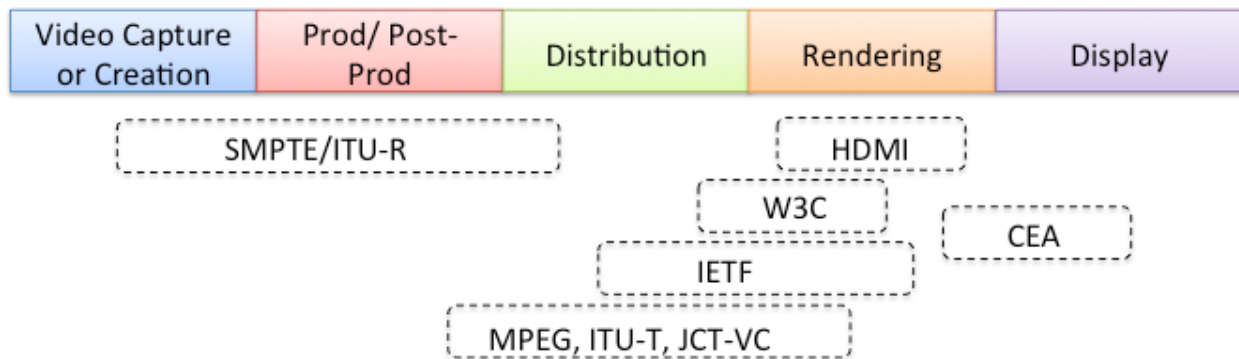 Video Capture
or Creation
Prod/ Post-
Prod
Distribution
Rendering
Display
SMPTE/ITU-R
HDMI
W3C
CEA
IETF
MPEG, ITU-T, JCT-VC